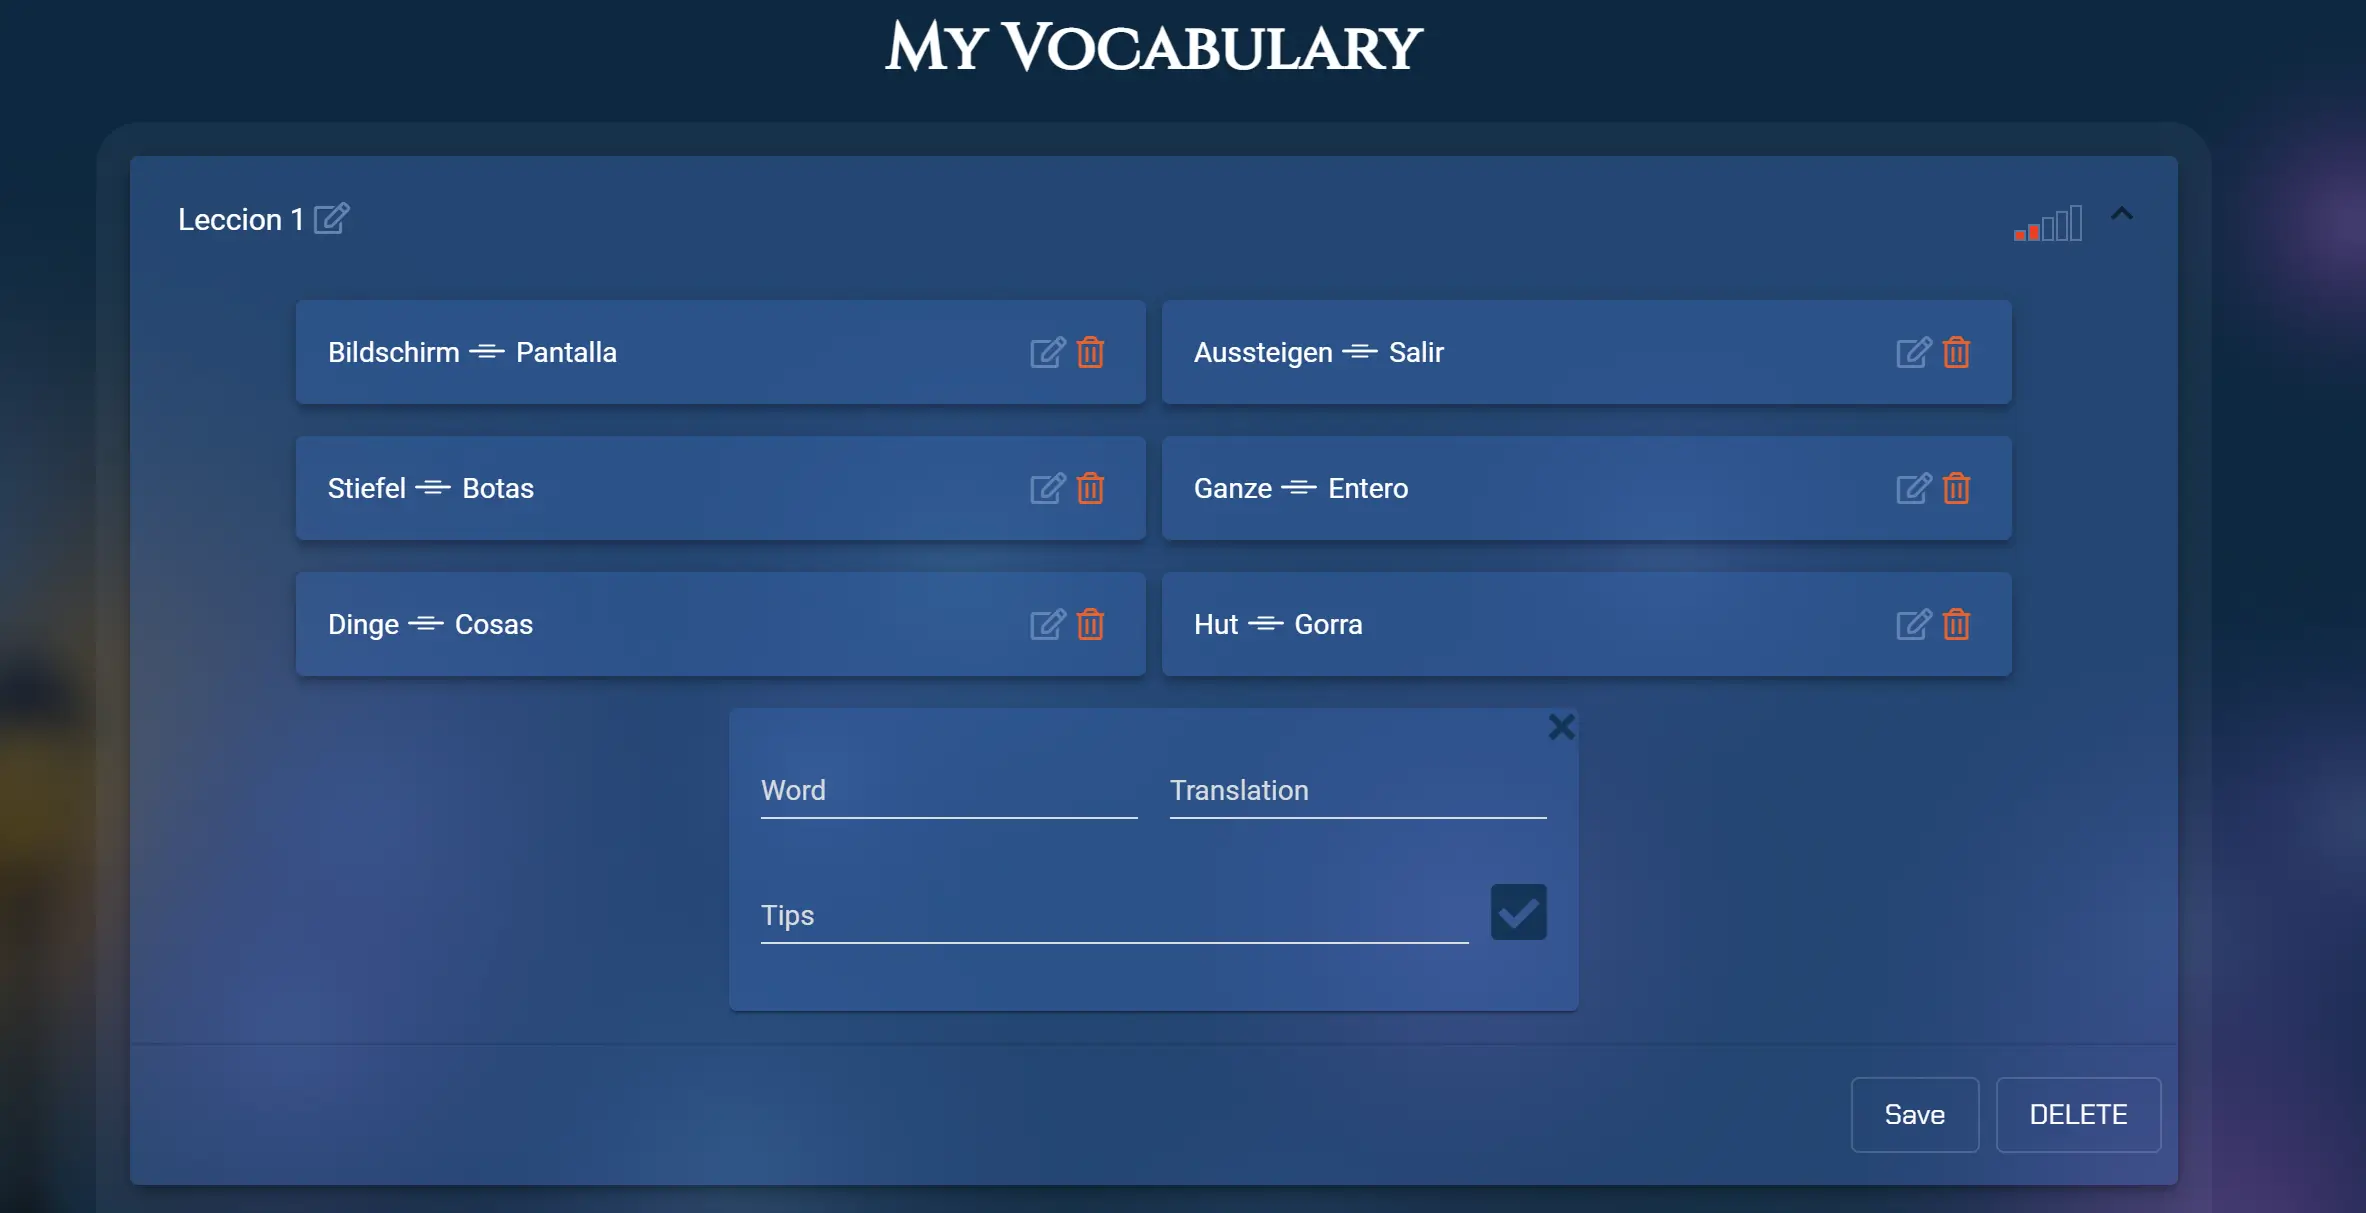 My Vocabulary
Leccion 1
Bildschirm Pantalla
Aussteigen Salir
Stiefel Botas
Ganze Entero
Dinge Cosas
Hut Gorra
Word Translation
Tips
Save DELETE